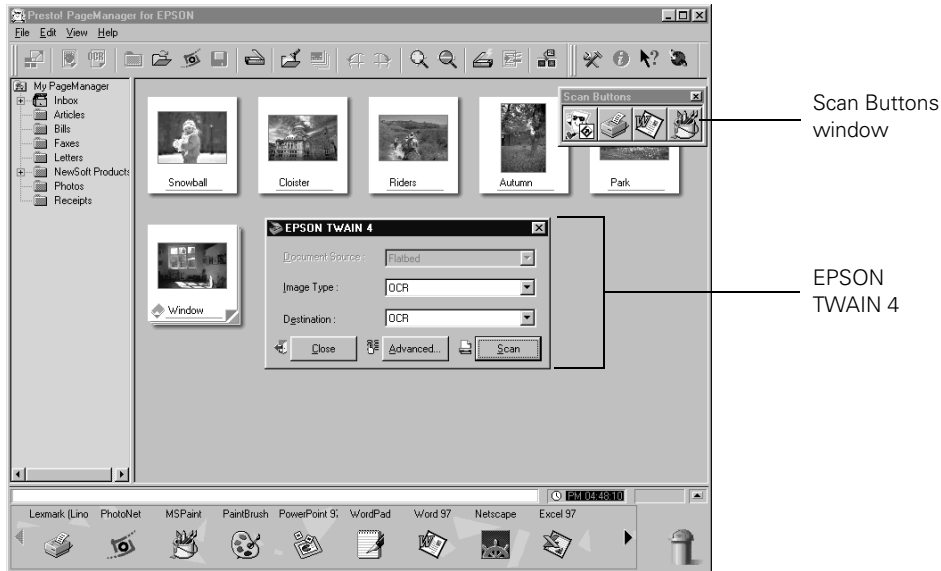 Presto! PageManager for EPSON
File Edit View Help
OCR
My PageManager
Inbox
Articles
Bills
Faxes
Letters
NewSoft Products
Photos
Receipts
Scan Buttons
Scan Buttons
window
Snowball Cloister Riders Autumn Park
Window
EPSON TWAIN 4
Document Source : Flatbed
Image Type : OCR
Destination : OCR
Close Advanced... Scan
EPSON
TWAIN 4
PM 04:48:10
Lexmark (Lino PhotoNet MSPaint PaintBrush PowerPoint 97 WordPad Word 97 Netscape Excel 97